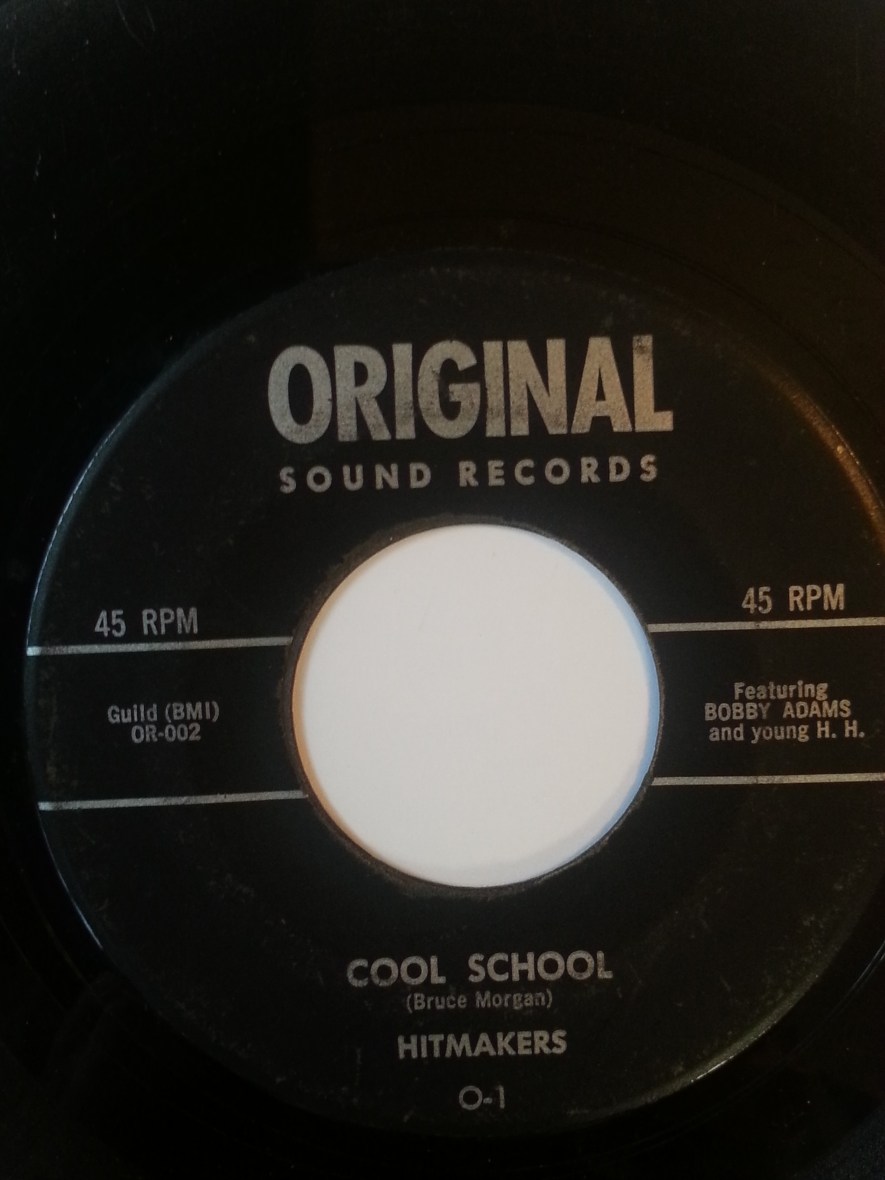 ORIGINAL
SOUND RECORDS
45 RPM
45 RPM
Guild (BMI)
OR-002
Featuring
BOBBY ADAMS
and young H. H.
COOL SCHOOL
(Bruce Morgan)
HITMAKERS
O-1